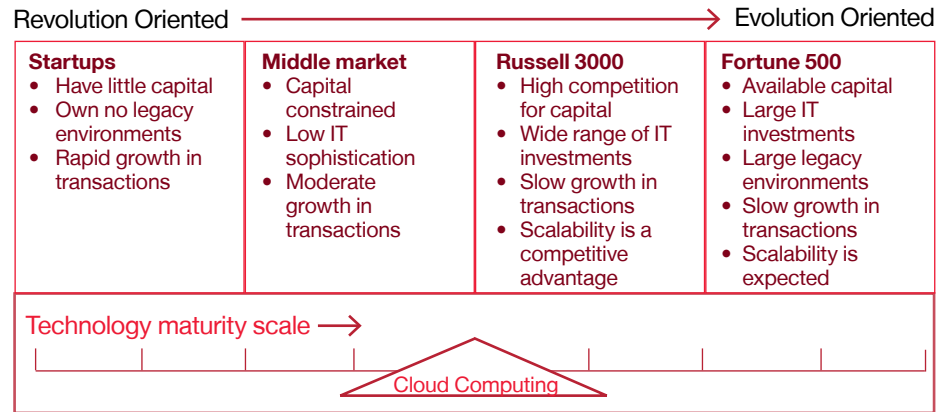 Revolution Oriented
Evolution Oriented
Startups
• Have little capital
• Own no legacy
environments
• Rapid growth in
transactions
Middle market
• Capital
constrained
• Low IT
sophistication
• Moderate
growth in
transactions
Russell 3000
• High competition
for capital
• Wide range of IT
investments
• Slow growth in
transactions
• Scalability is a
competitive
advantage
Fortune 500
• Available capital
• Large IT
investments
• Large legacy
environments
• Slow growth in
transactions
• Scalability is
expected
Technology maturity scale
Cloud Computing